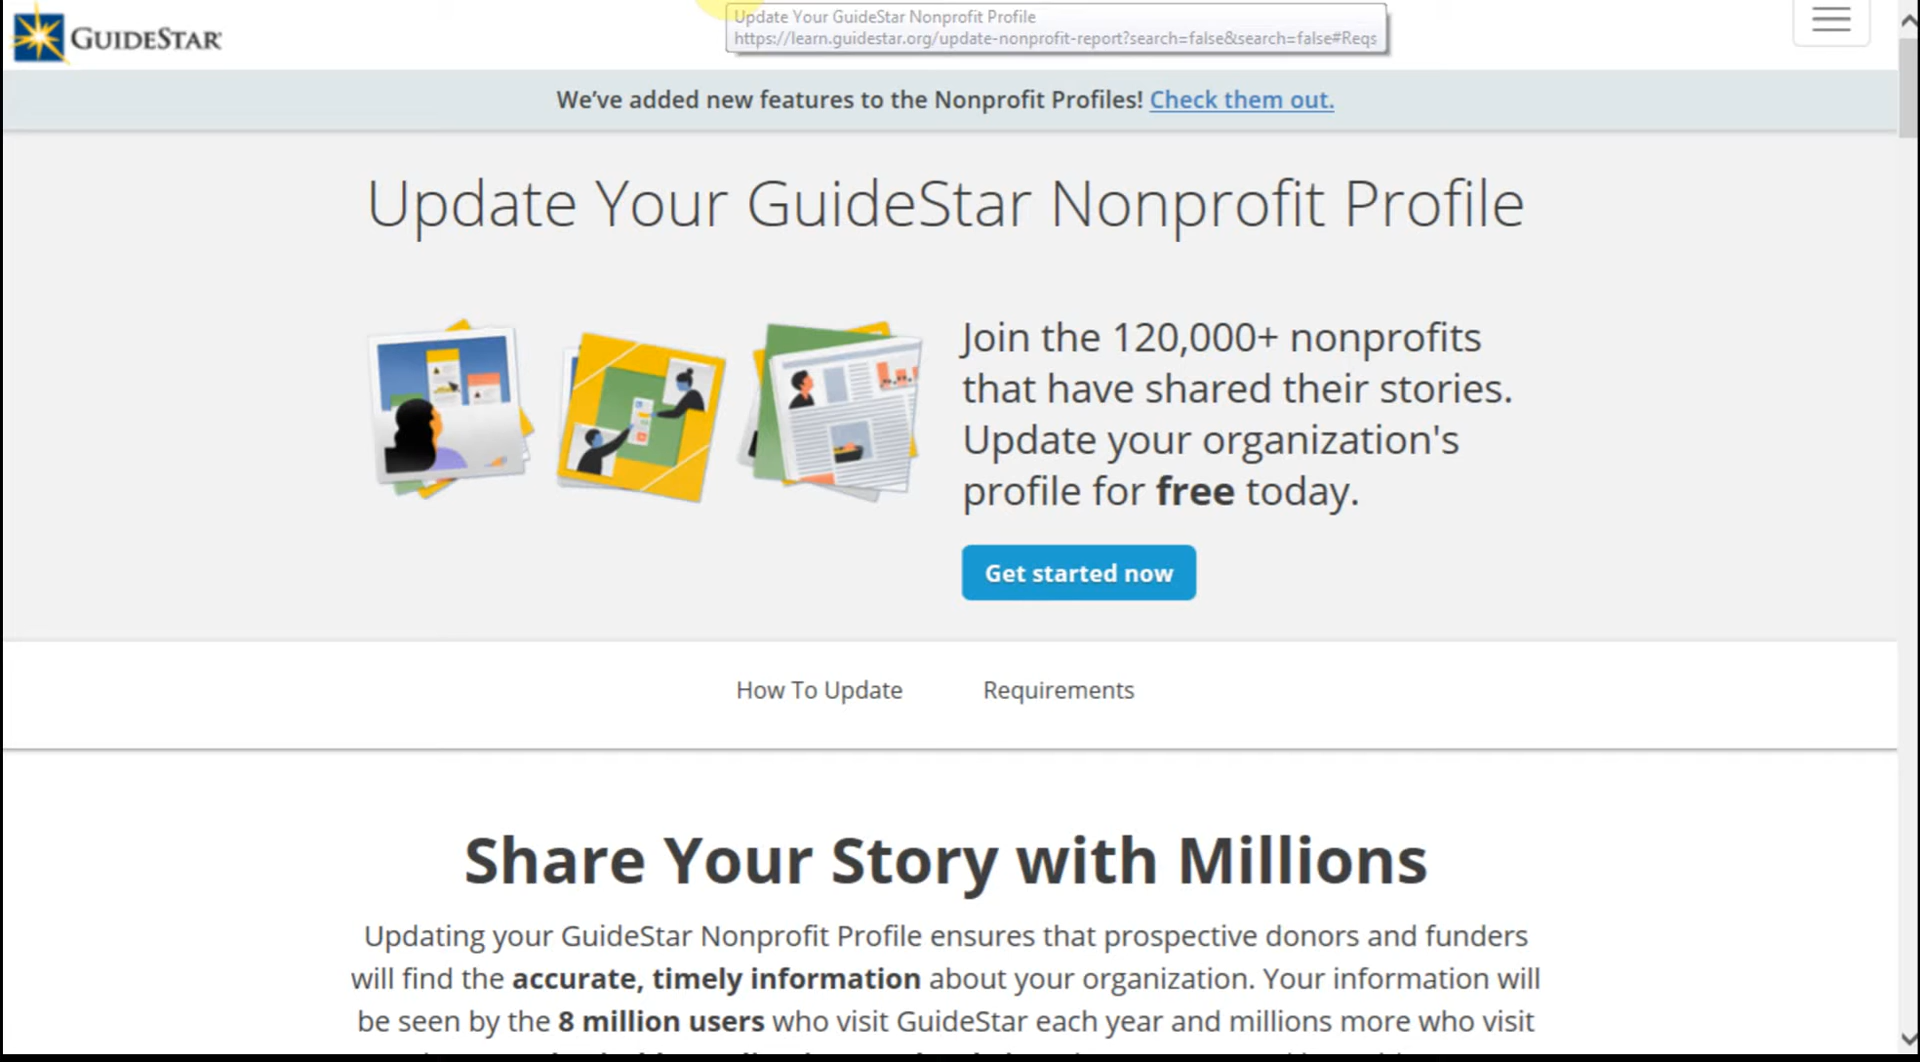 GUIDESTAR
Update Your GuideStar Nonprofit Profile
https://learn.guidestar.org/update-nonprofit-report?search=false&search=false#Reqs
We've added new features to the Nonprofit Profiles! Check them out.
Update Your GuideStar Nonprofit Profile
Join the 120,000+ nonprofits
that have shared their stories.
Update your organization's
profile for free today.
Get started now
How To Update Requirements
Share Your Story with Millions
Updating your GuideStar Nonprofit Profile ensures that prospective donors and funders
will find the accurate, timely information about your organization. Your information will
be seen by the 8 million users who visit GuideStar each year and millions more who visit